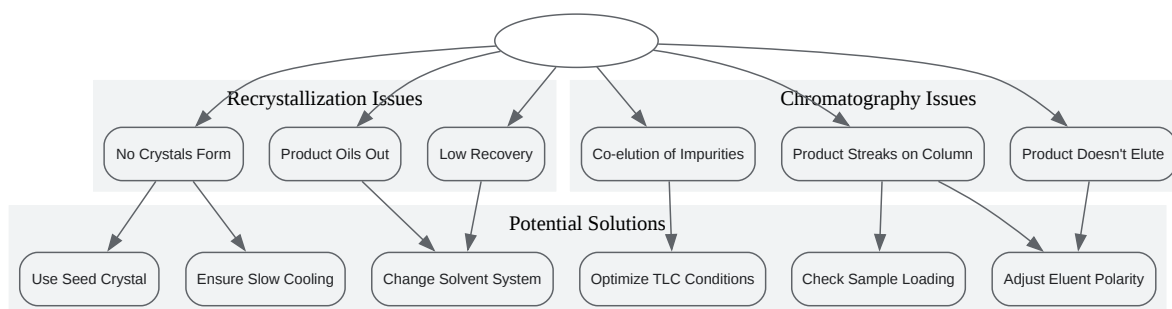 Recrystallization Issues
Chromatography Issues
No Crystals Form
Product Oils Out
Low Recovery
Co-elution of Impurities
Product Streaks on Column
Product Doesn't Elute
Potential Solutions
Use Seed Crystal
Ensure Slow Cooling
Change Solvent System
Optimize TLC Conditions
Check Sample Loading
Adjust Eluent Polarity